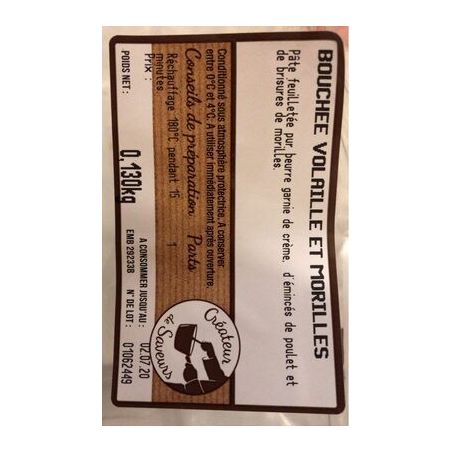 BOUCHEE VOLAILLE ET MORILLES
Pâte feuilletée pur beurre garnie de crème, d'émincés de poulet et
de brisures de morilles.
Conditionné sous atmosphère protectrice. A conserver
entre 0°C et 4°C. A utiliser immédiatement après ouverture.
Conseils de préparation Parts
Réchauffage 180°C pendant 15 1
minutes.
Prix :
A CONSOMMER JUSQU'AU : 02.07.20
POIDS NET : 0,130kg EMB 29233B N° DE LOT : 01062449
Créateur
de Saveurs